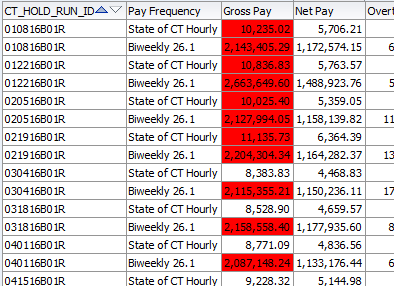 CT_HOLD_RUN_ID Pay Frequency Gross Pay Net Pay Overt
010816B01R State of CT Hourly 10,235.02 5,706.21
010816B01R Biweekly 26.1 2,143,405.29 1,172,574.15 6
012216B01R State of CT Hourly 10,836.83 5,763.57
012216B01R Biweekly 26.1 2,663,649.60 1,488,923.76 5
020516B01R State of CT Hourly 10,025.40 5,359.05
020516B01R Biweekly 26.1 2,127,994.05 1,158,139.82 11
021916B01R State of CT Hourly 11,135.73 6,364.39
021916B01R Biweekly 26.1 2,204,304.34 1,164,282.37 13
030416B01R State of CT Hourly 8,383.83 4,468.83
030416B01R Biweekly 26.1 2,115,355.21 1,150,236.11 17
031816B01R State of CT Hourly 8,528.90 4,659.57
031816B01R Biweekly 26.1 2,158,558.40 1,177,935.60 8
040116B01R State of CT Hourly 8,771.09 4,836.56
040116B01R Biweekly 26.1 2,087,148.24 1,133,176.44 6
041516B01R State of CT Hourly 9,228.32 5,144.98